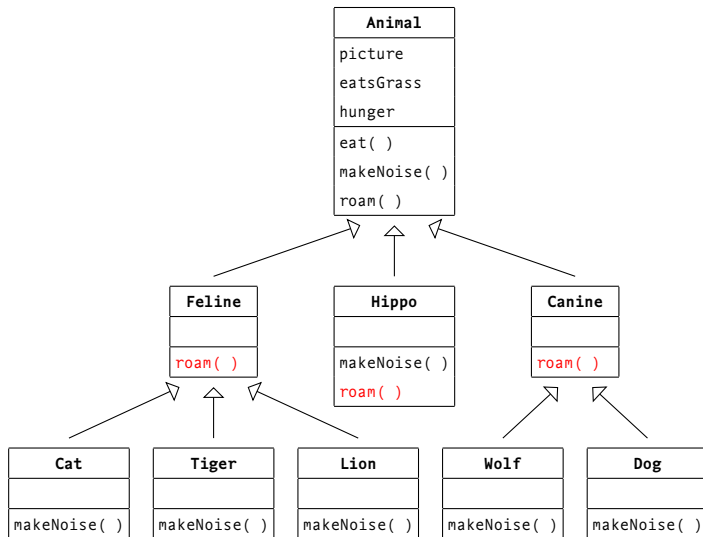 Animal
picture
eatsGrass
hunger
eat( )
makeNoise( )
roam( )
Feline
roam( )
Hippo
makeNoise( )
roam( )
Canine
roam( )
Cat
makeNoise( )
Tiger
makeNoise( )
Lion
makeNoise( )
Wolf
makeNoise( )
Dog
makeNoise( )